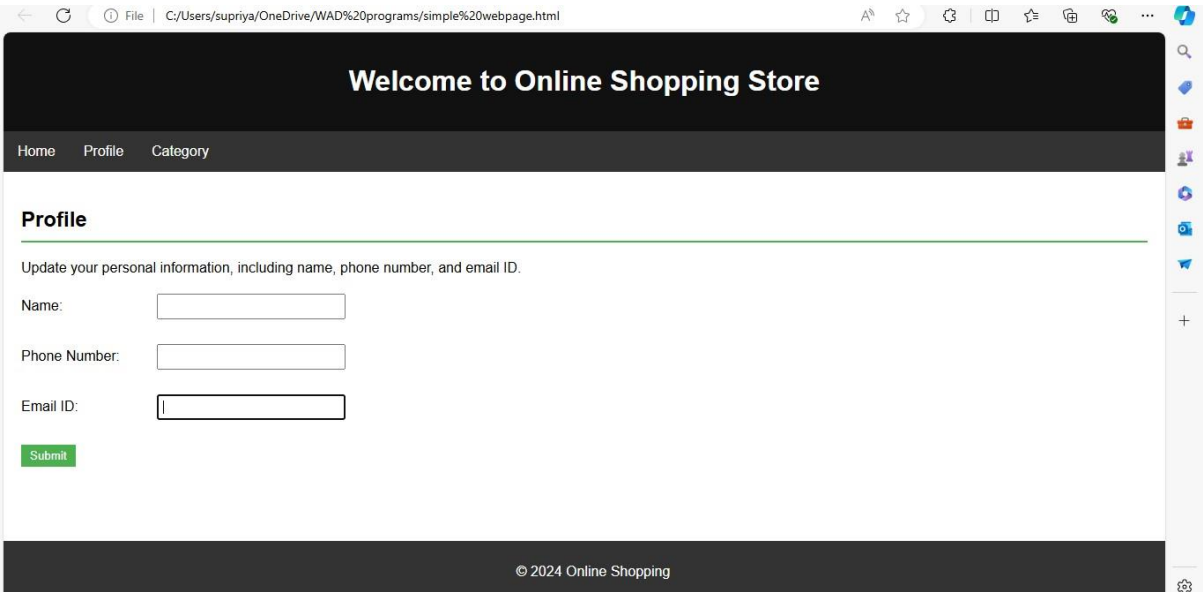 File C:/Users/supriya/OneDrive/WAD%20programs/simple%20webpage.html
Welcome to Online Shopping Store
Home Profile Category
Profile
Update your personal information, including name, phone number, and email ID.
Name:
Phone Number:
Email ID:
Submit
© 2024 Online Shopping